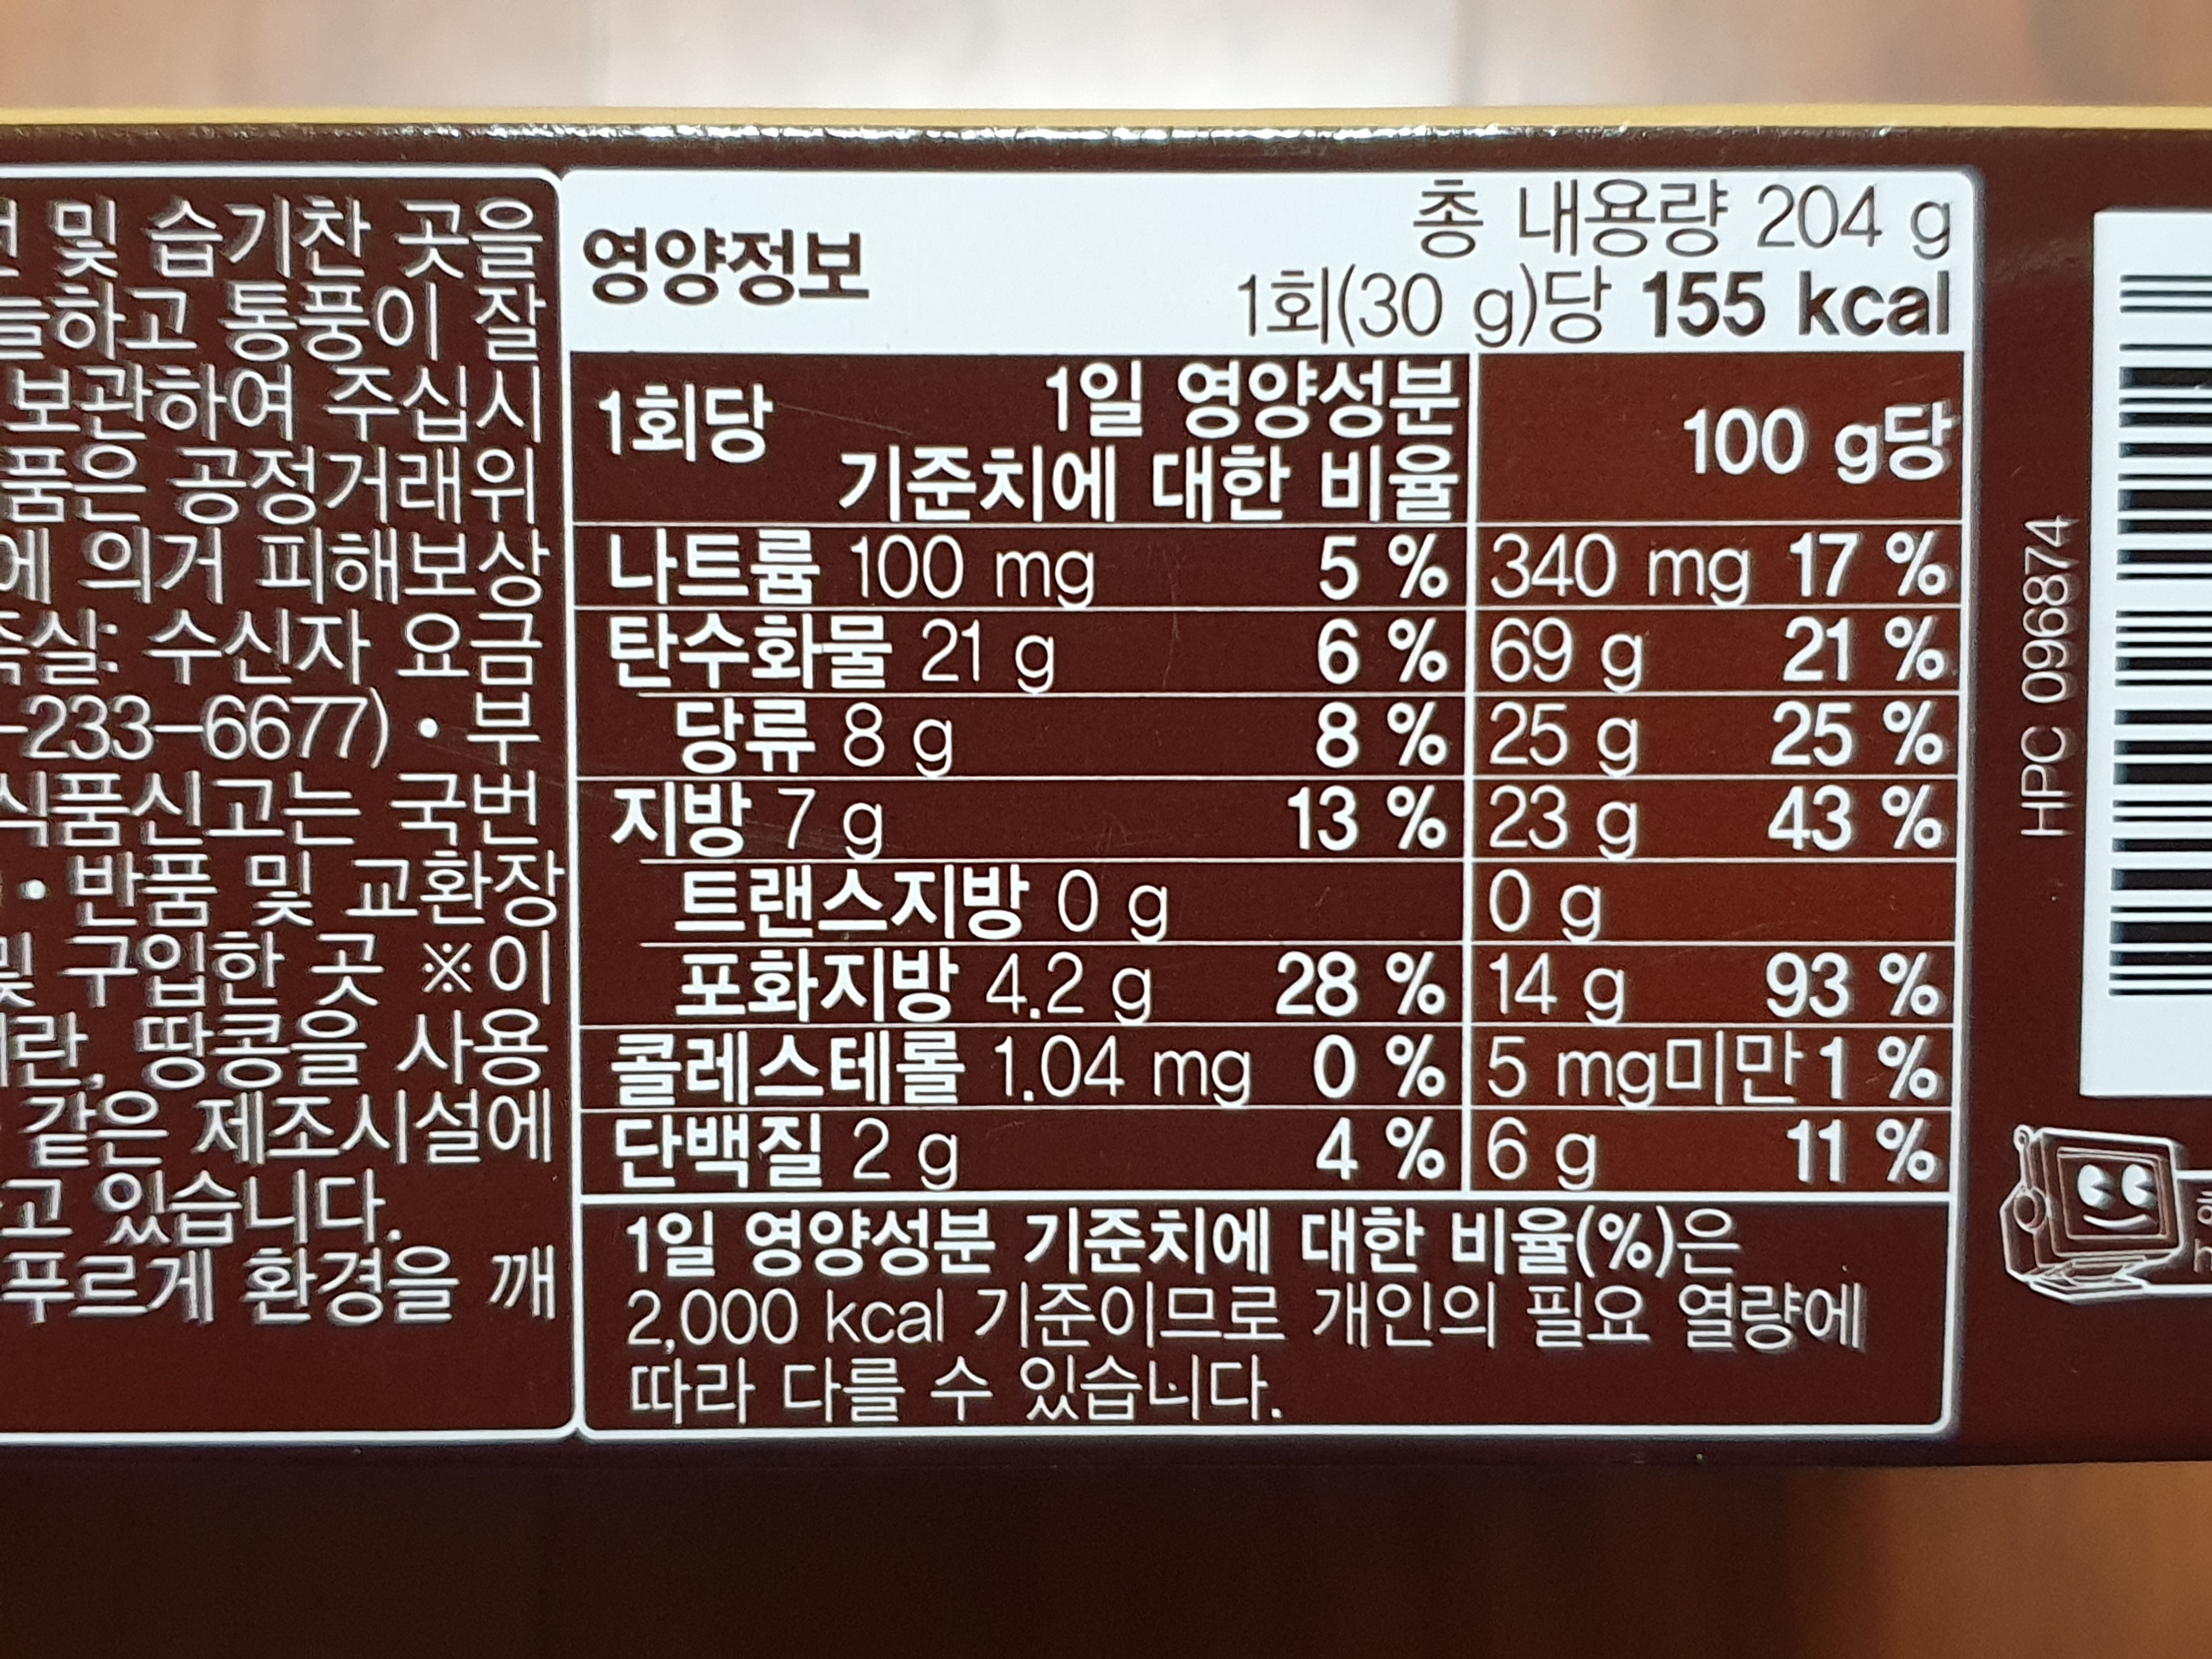 및 습기찬 곳을
통풍이 잘
보관하여 주십시
품은 공정거래위
에 의거 피해보상
수신자 요금
-233-6677) • 부
식품신고는 국번
• 반품 및 교환장
및 구입한 곳 ※이
란, 땅콩을 사용
같은 제조시설에
고 있습니다.
푸르게 환경을 깨
영양정보
총 내용량 204 g
1회(30 g)당 155 kcal
1회당 1일 영양성분
기준치에 대한 비율
100 g당
나트륨 100 mg 5 % 340 mg 17 %
탄수화물 21 g 6 % 69 g 21 %
당류 8 g 8 % 25 g 25 %
지방 7 g 13 % 23 g 43 %
트랜스지방 0 g 0 g
포화지방 4.2 g 28 % 14 g 93 %
콜레스테롤 1.04 mg 0 % 5 mg미만 1 %
단백질 2 g 4 % 6 g 11 %
1일 영양성분 기준치에 대한 비율(%)은
2,000 kcal 기준이므로 개인의 필요 열량에
따라 다를 수 있습니다.
HPC 096874